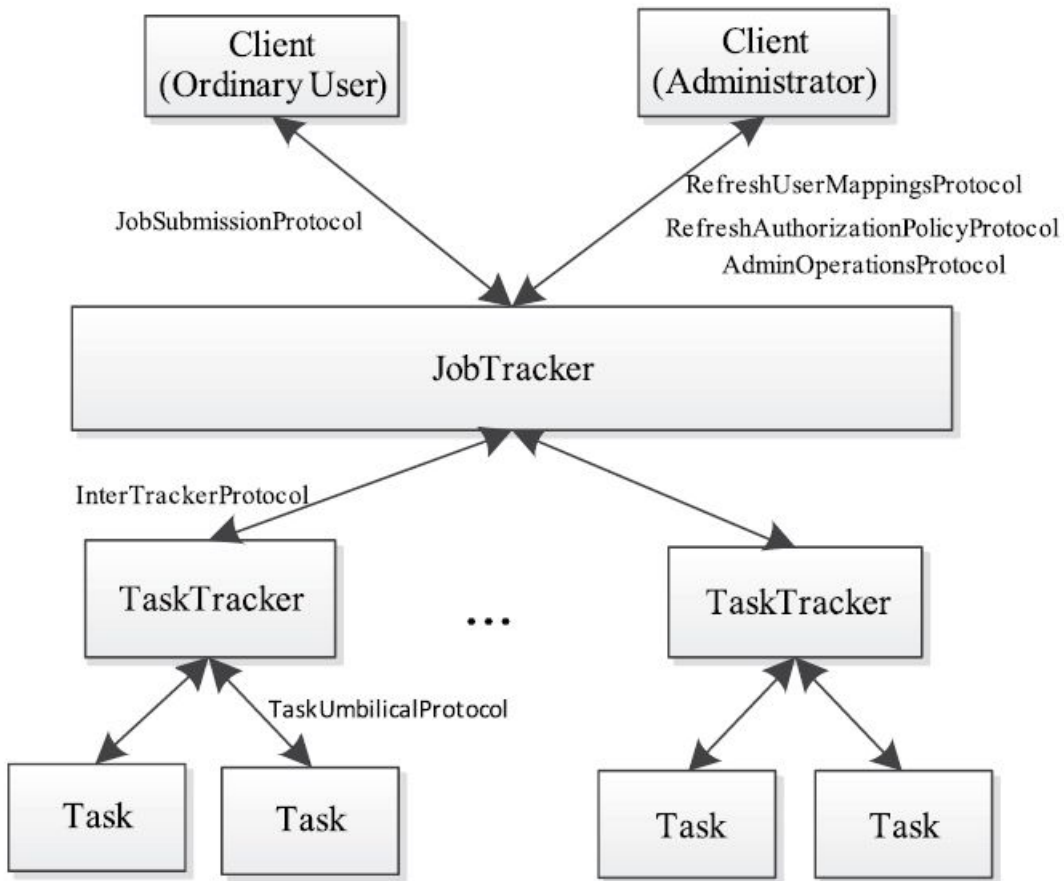 Client
(Ordinary User)
Client
(Administrator)
RefreshUserMappingsProtocol
JobSubmissionProtocol
RefreshAuthorizationPolicyProtocol
AdminOperationsProtocol
JobTracker
InterTrackerProtocol
TaskTracker
...
TaskTracker
TaskUmbilicalProtocol
Task
Task
Task
Task